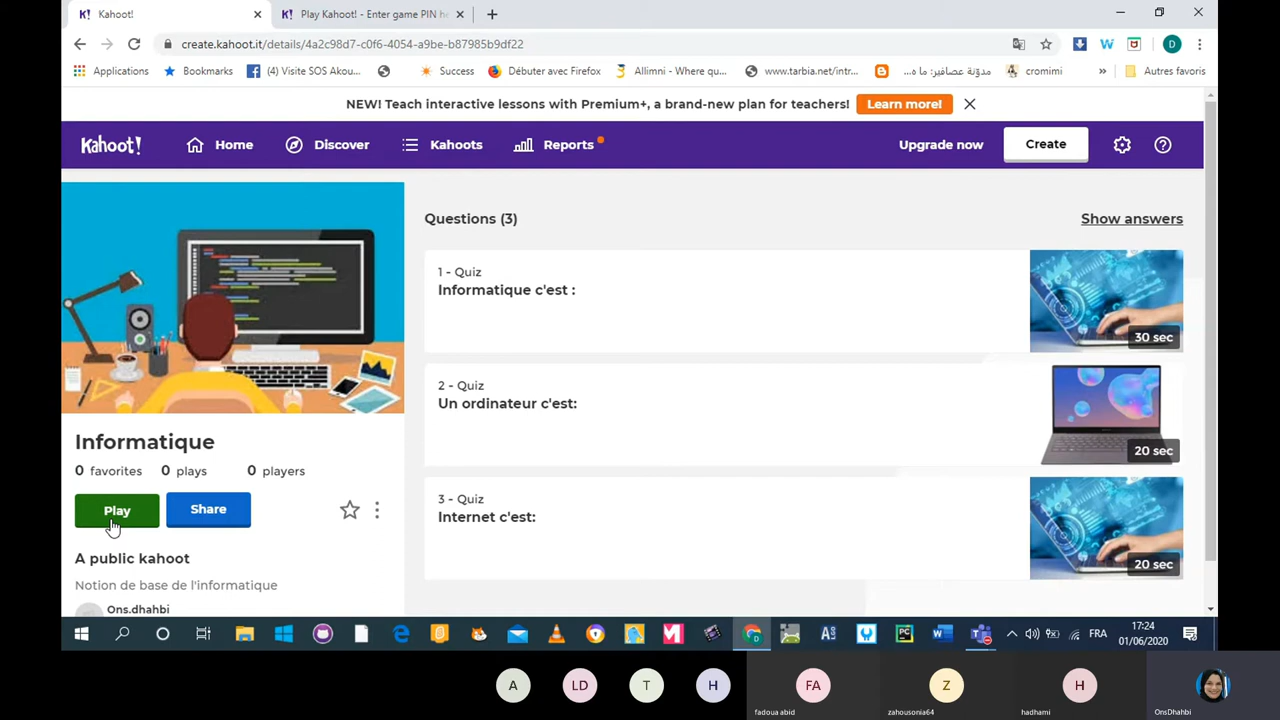 Kahoot!
Play Kahoot! - Enter game PIN he
create.kahoot.it/details/4a2c98d7-c0f6-4054-a9be-b87985b9df22
Applications
Bookmarks
(4) Visite SOS Akou...
Success
Débuter avec Firefox
Allimni - Where qu...
www.tarbia.net/intr...
مدوّنة عصافير: ما ه...
cromimi
»
Autres favoris
NEW! Teach interactive lessons with Premium+, a brand-new plan for teachers!
Learn more!
Kahoot!
Home
Discover
Kahoots
Reports
Upgrade now
Create
Questions (3)
Show answers
1 - Quiz
Informatique c'est :
30 sec
2 - Quiz
Un ordinateur c'est:
20 sec
3 - Quiz
Internet c'est:
20 sec
Informatique
0 favorites 0 plays 0 players
Play
Share
A public kahoot
Notion de base de l'informatique
Ons.dhahbi
FRA
17:24
01/06/2020
A
LD
T
H
FA
fadoua abid
Z
zahousonia64
H
hadhami
OnsDhahbi